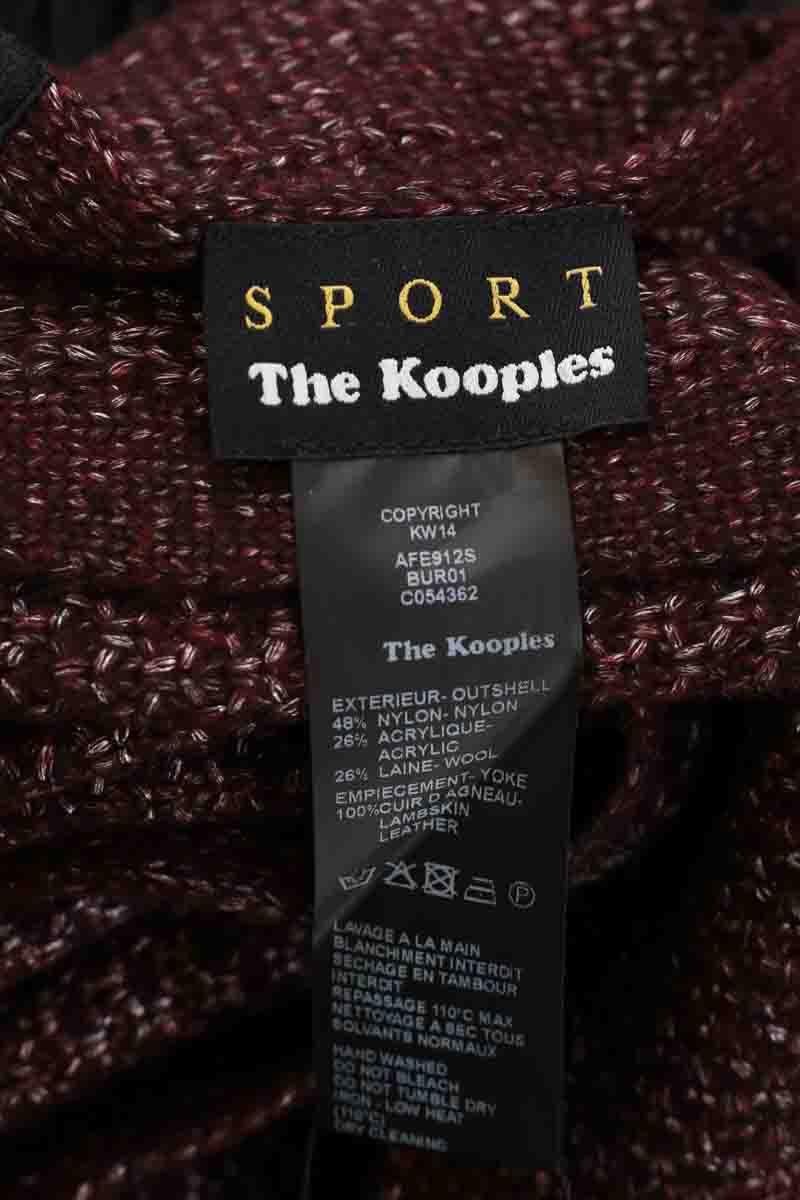 SPORT
The Kooples
COPYRIGHT
KW14
AFE912S
BUR01
C054362
The Kooples
EXTERIEUR- OUTSHELL
48% NYLON- NYLON
26% ACRYLIQUE-
ACRYLIC
26% LAINE- WOOL
EMPIECEMENT- YOKE
100%CUIR D AGNEAU-
LAMBSKIN
LEATHER
P
LAVAGE A LA MAIN
BLANCHIMENT INTERDIT
SECHAGE EN TAMBOUR
INTERDIT
REPASSAGE 110°C MAX
NETTOYAGE A SEC TOUS
SOLVANTS NORMAUX
HAND WASHED
DO NOT BLEACH
DO NOT TUMBLE DRY
IRON - LOW HEAT
(110°C)
DRY CLEANING